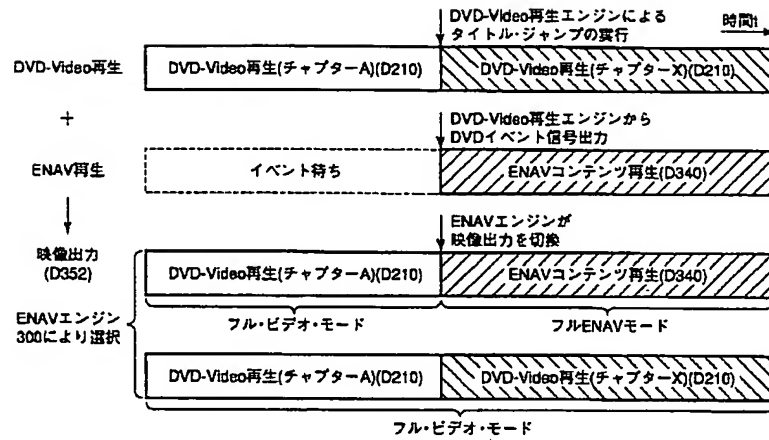 DVD-Video再生エンジンによる
タイトル・ジャンプの実行
時間t
DVD-Video再生
DVD-Video再生(チャプターA)(D210)
DVD-Video再生(チャプターX)(D210)
+
DVD-Video再生エンジンから
DVDイベント信号出力
ENAV再生
イベント待ち
ENAVコンテンツ再生(D340)
ENAVエンジンが
映像出力を切換
映像出力
(D352)
DVD-Video再生(チャプターA)(D210)
ENAVコンテンツ再生(D340)
ENAVエンジン
300により選択
フル・ビデオ・モード
フルENAVモード
DVD-Video再生(チャプターA)(D210)
DVD-Video再生(チャプターX)(D210)
フル・ビデオ・モード